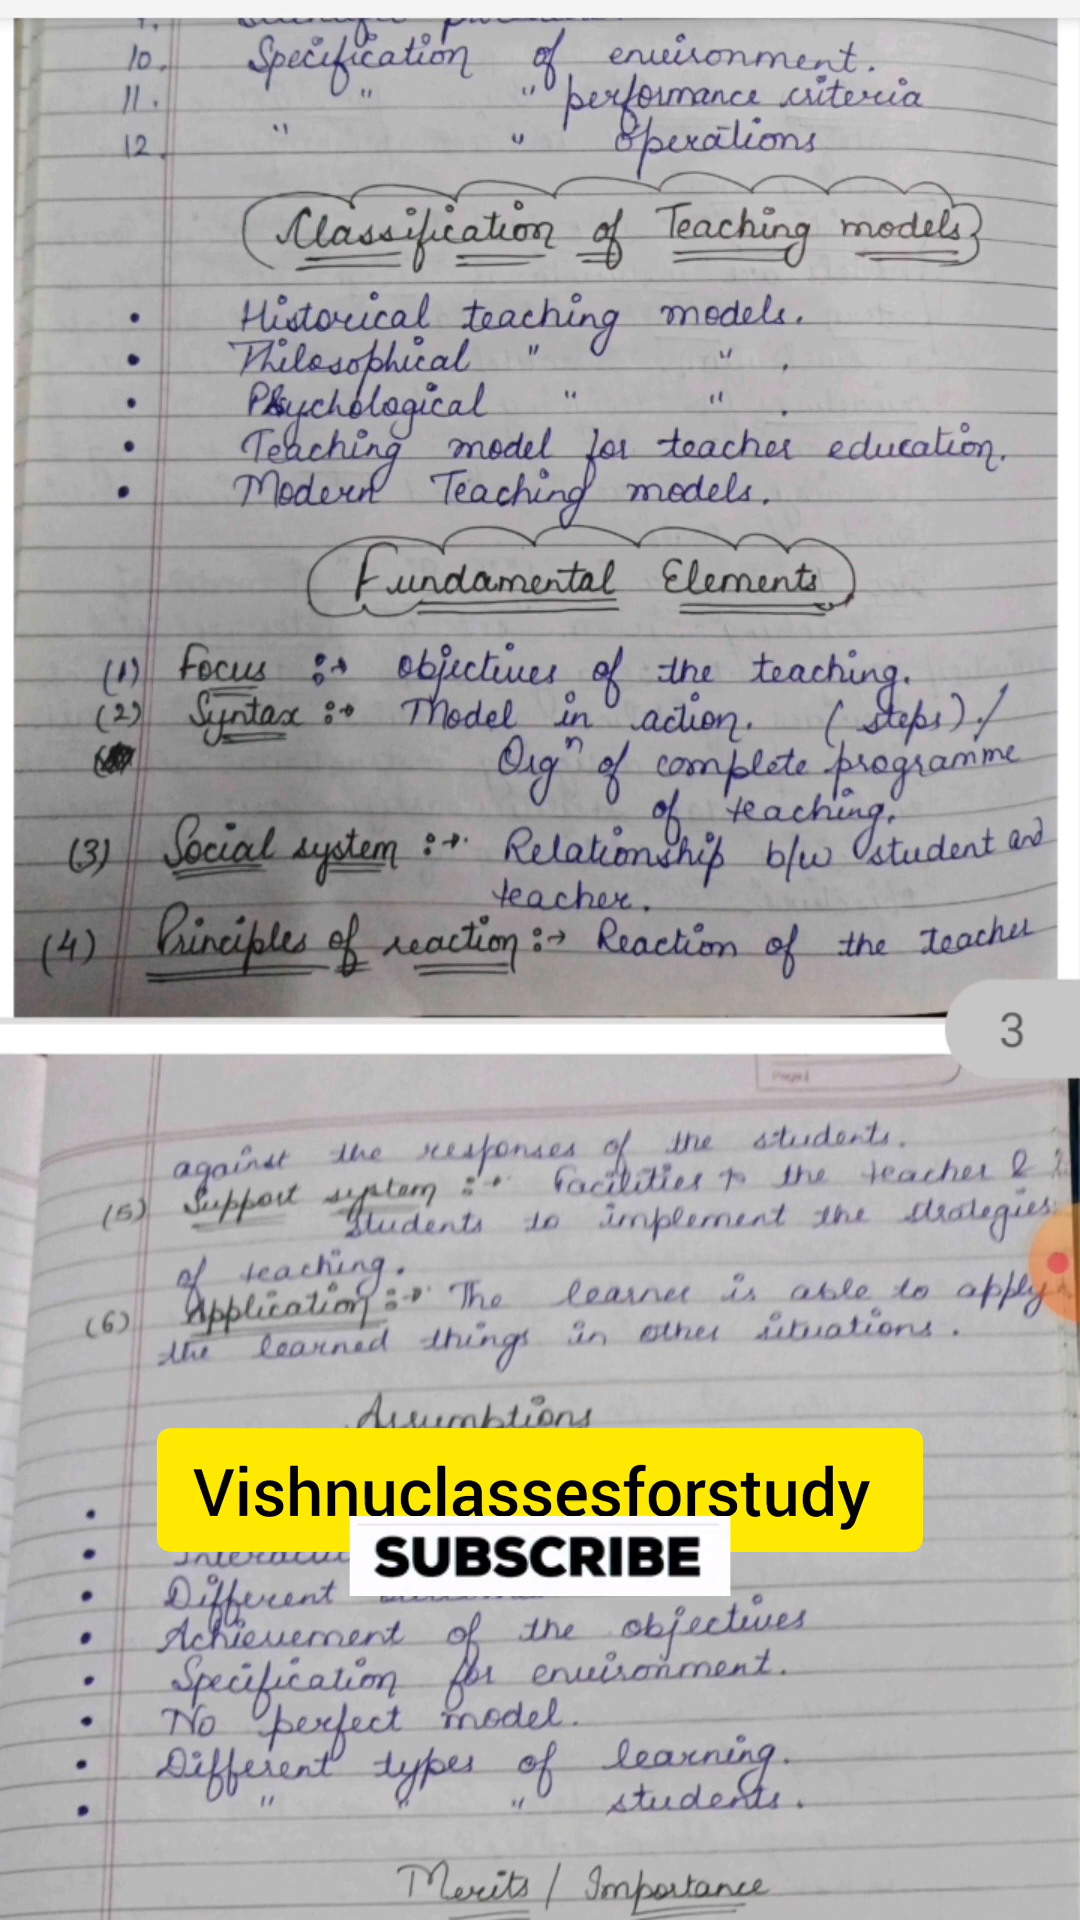 10. Specification of environment.
11. " " performance criteria
12. " " Operations
Classification of Teaching models
• Historical teaching models.
• Philosophical " " .
• Psychological " " .
• Teaching model for teacher education.
• Modern Teaching models.
Fundamental Elements
(1) Focus :→ objectives of the teaching.
(2) Syntax :→ Model in action. (steps)./
Orgⁿ of complete programme
of teaching.
(3) Social system :→ Relationship b/w student and
teacher.
(4) Principles of reaction :→ Reaction of the teacher
3
Page
against the responses of the students.
(5) Support system :→ Facilities to the teacher &
students to implement the strategies
of teaching.
(6) Application :→ The learner is able to apply
the learned things in other situations.
Assumptions
Vishnuclassesforstudy
SUBSCRIBE
• Different
• Achievement of the objectives
• Specification for environment.
• No perfect model.
• Different types of learning.
• " " " students.
Merits / Importance